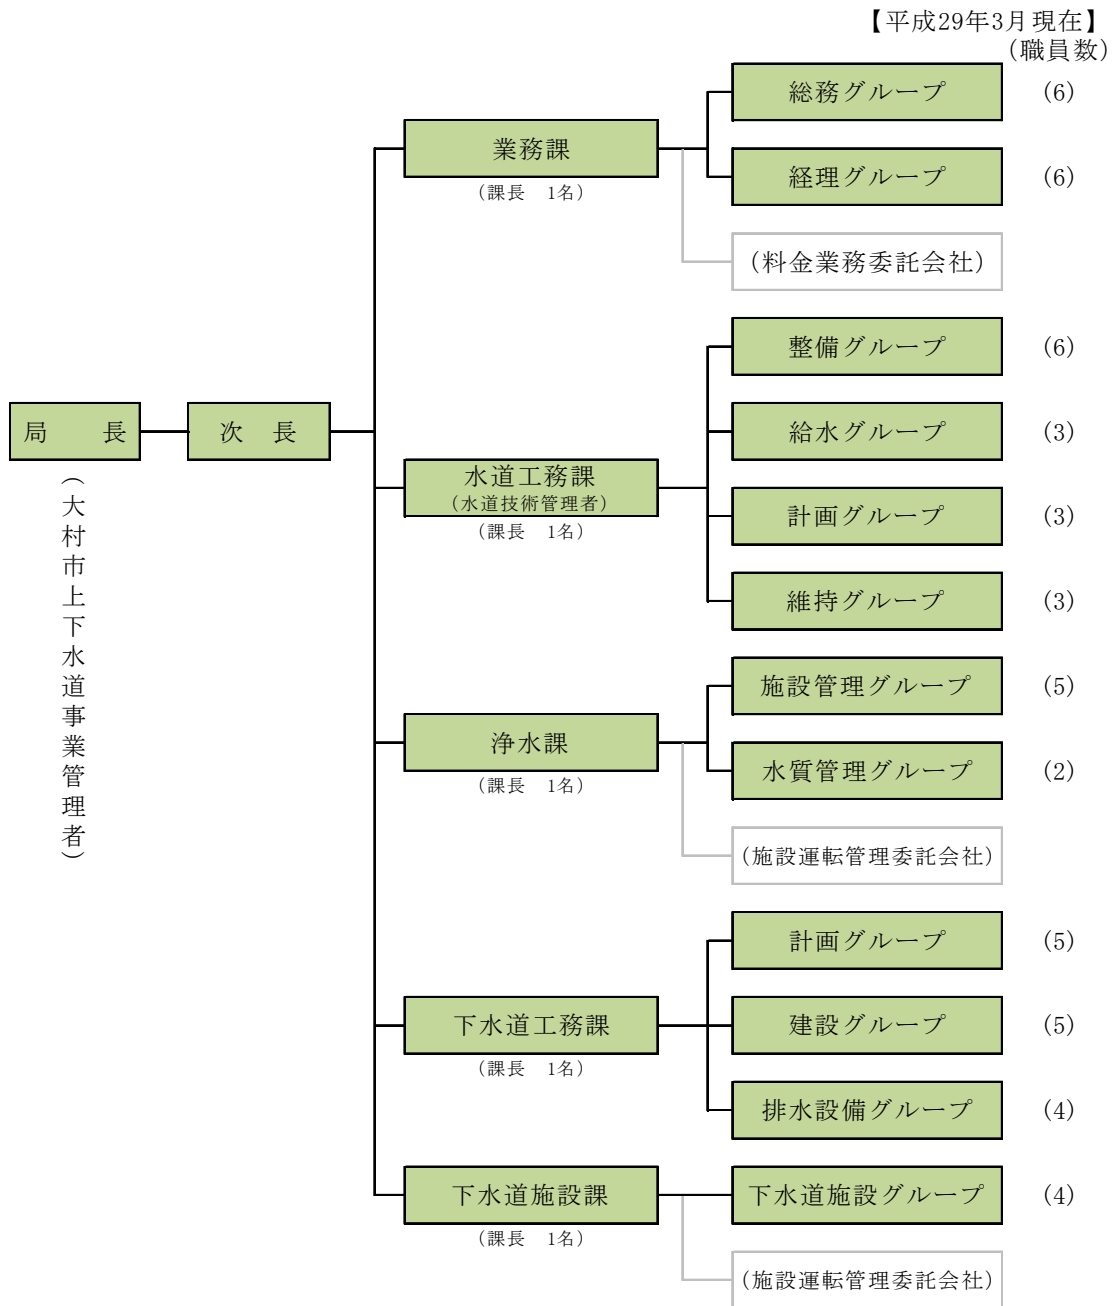 【平成29年3月現在】
(職員数)
総務グループ (6)
業務課
(課長 1名)
経理グループ (6)
(料金業務委託会社)
整備グループ (6)
局 長
次 長
給水グループ (3)
(大村市上下水道事業管理者)
水道工務課
(水道技術管理者)
(課長 1名)
計画グループ (3)
維持グループ (3)
施設管理グループ (5)
浄水課
(課長 1名)
水質管理グループ (2)
(施設運転管理委託会社)
計画グループ (5)
下水道工務課
(課長 1名)
建設グループ (5)
排水設備グループ (4)
下水道施設課
(課長 1名)
下水道施設グループ (4)
(施設運転管理委託会社)